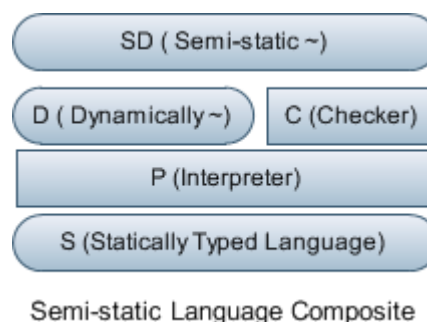 SD ( Semi-static ~)
D ( Dynamically ~) C (Checker)
P (Interpreter)
S (Statically Typed Language)
Semi-static Language Composite